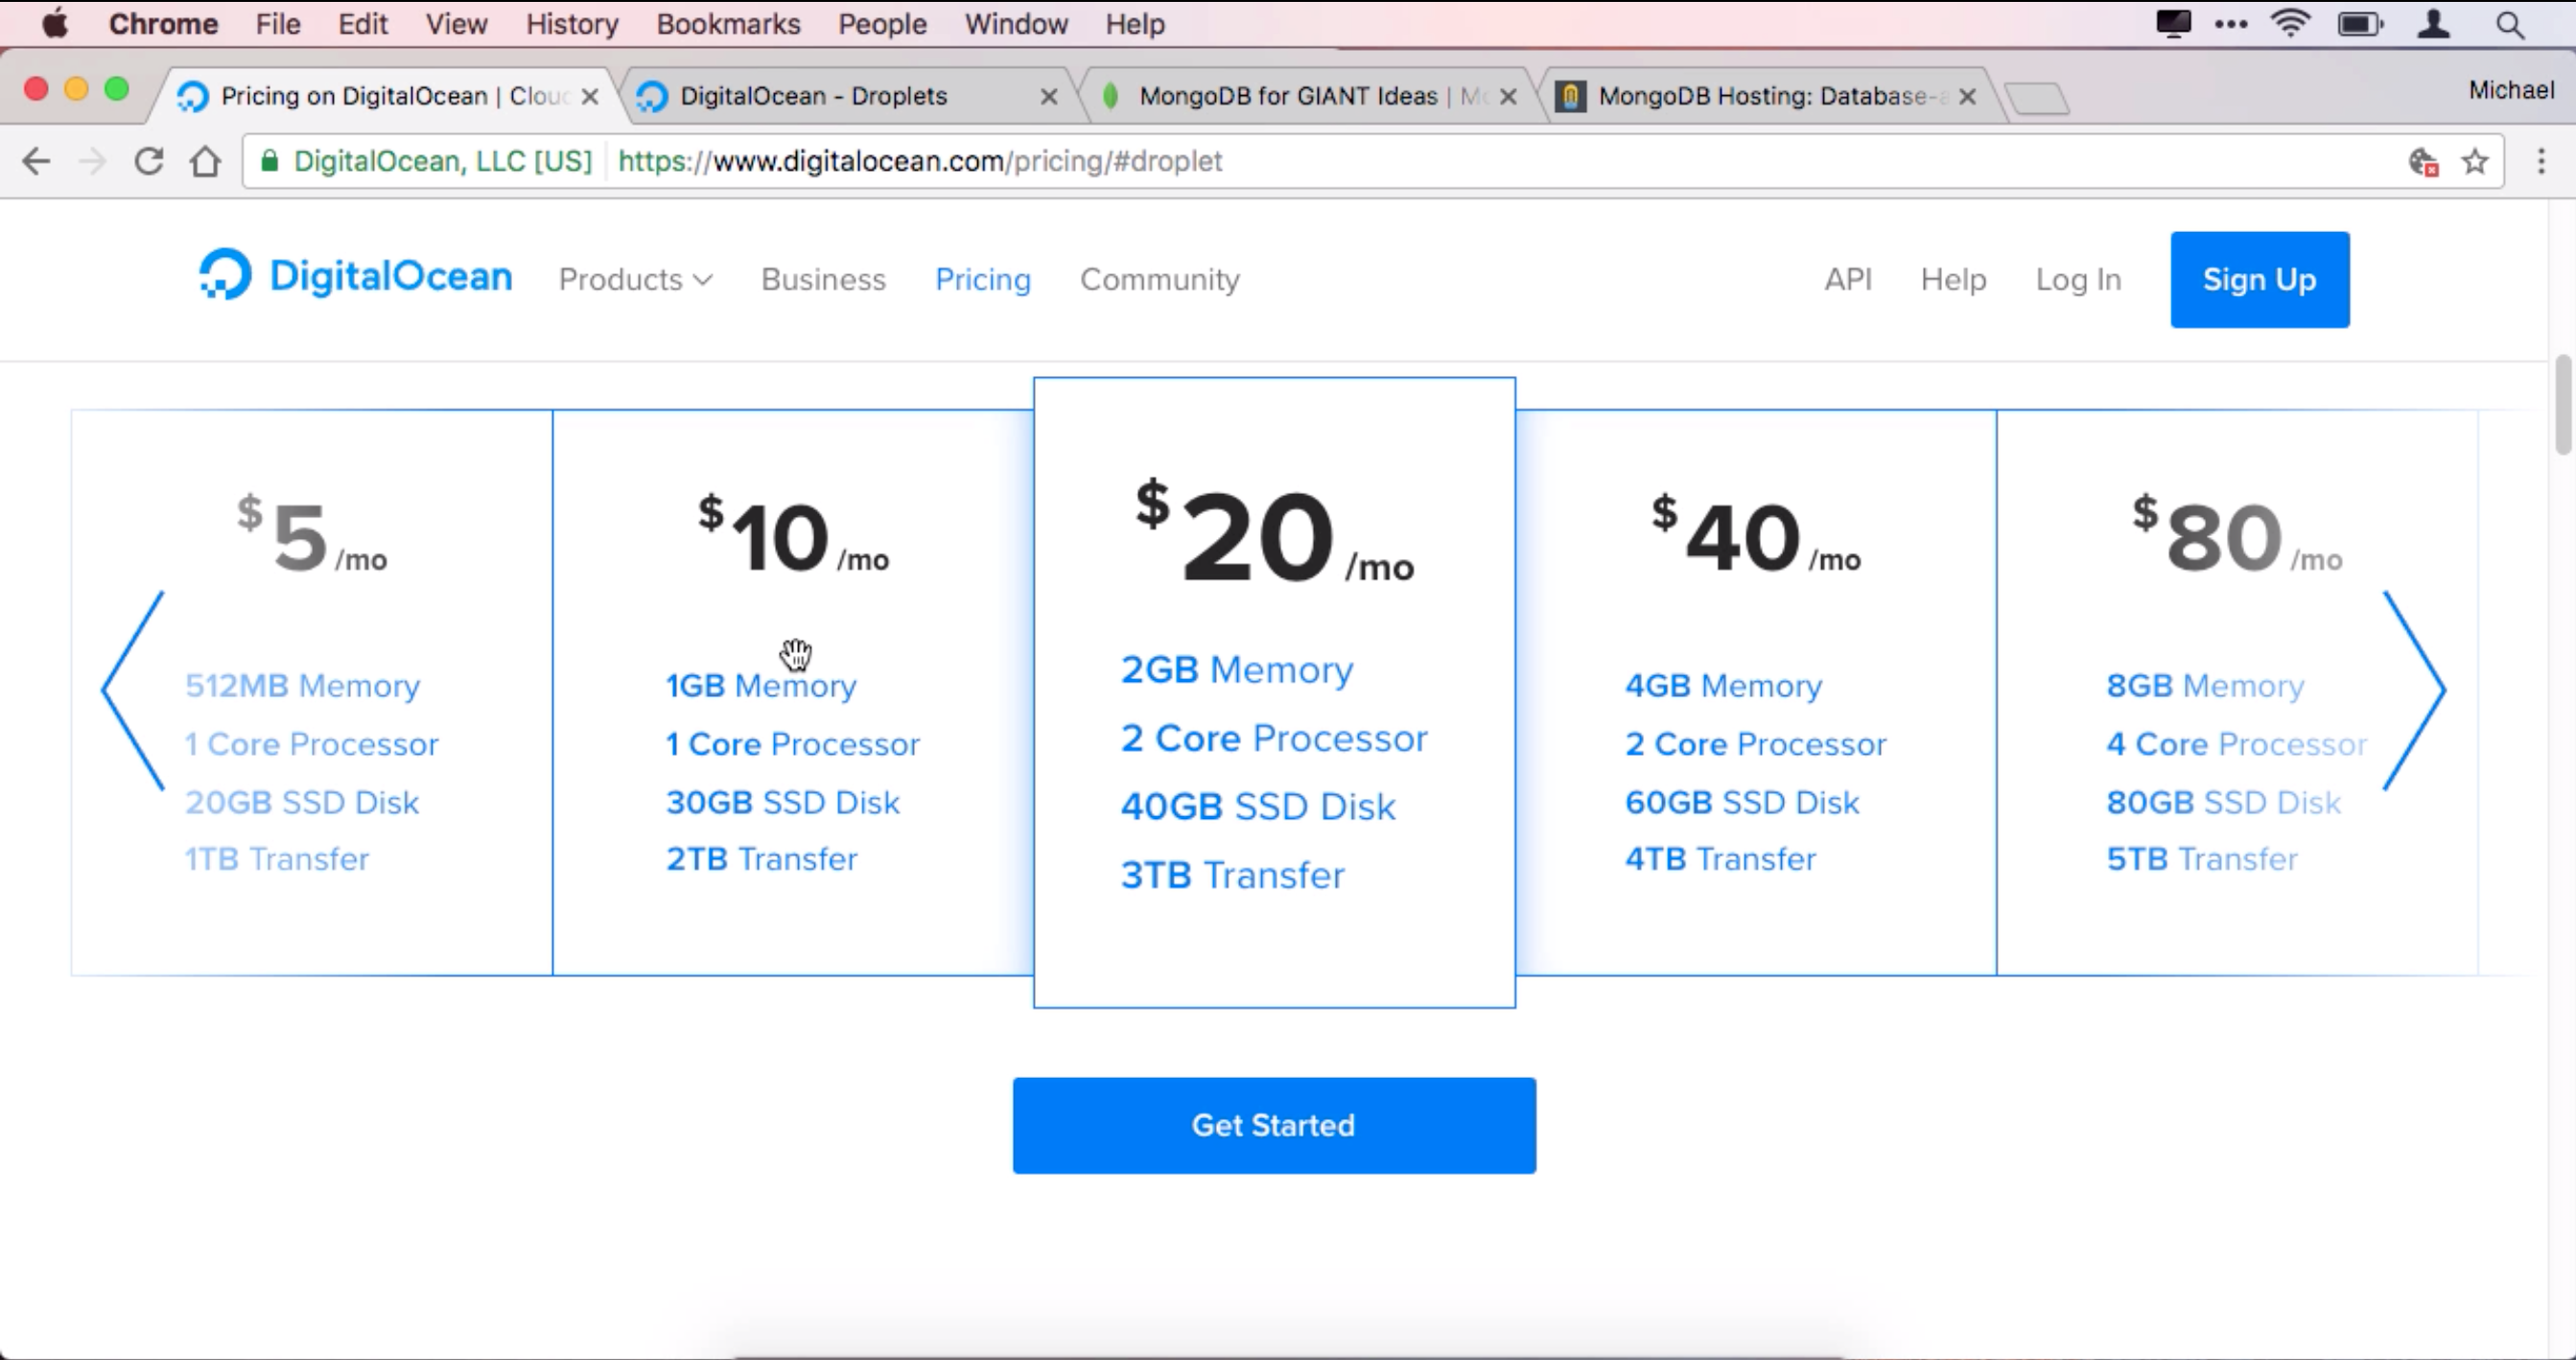 Chrome File Edit View History Bookmarks People Window Help
Pricing on DigitalOcean | Clou
DigitalOcean - Droplets
MongoDB for GIANT Ideas | M
MongoDB Hosting: Database-a
Michael
DigitalOcean, LLC [US] https://www.digitalocean.com/pricing/#droplet
DigitalOcean Products Business Pricing Community API Help Log In Sign Up
$5/mo
512MB Memory
1 Core Processor
20GB SSD Disk
1TB Transfer
$10/mo
1GB Memory
1 Core Processor
30GB SSD Disk
2TB Transfer
$20/mo
2GB Memory
2 Core Processor
40GB SSD Disk
3TB Transfer
$40/mo
4GB Memory
2 Core Processor
60GB SSD Disk
4TB Transfer
$80/mo
8GB Memory
4 Core Processor
80GB SSD Disk
5TB Transfer
Get Started